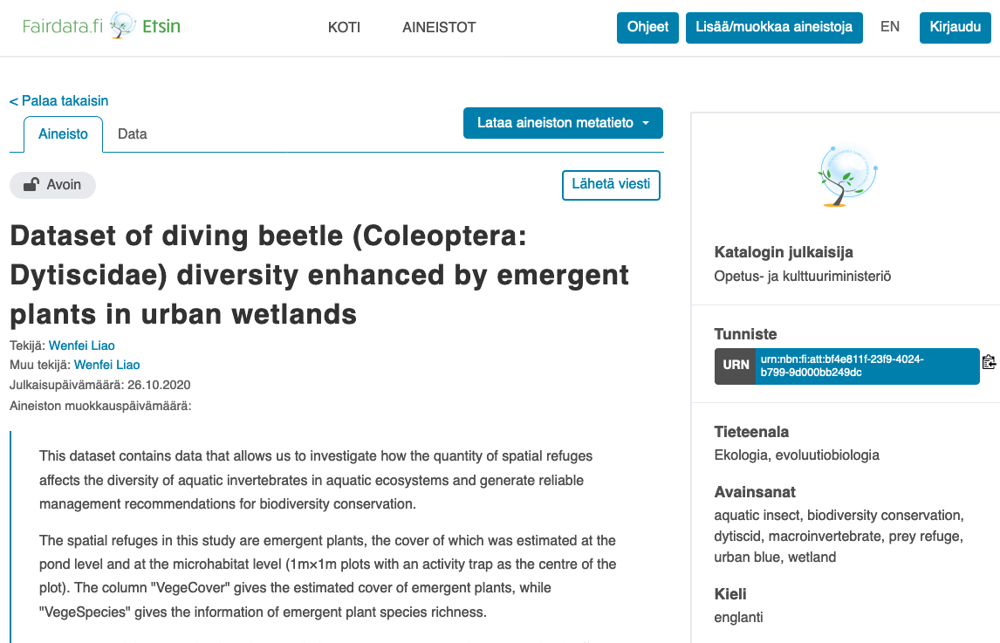 Fairdata.fi Etsin
KOTI
AINEISTOT
Ohjeet
Lisää/muokkaa aineistoja
EN
Kirjaudu
< Palaa takaisin
Aineisto
Data
Lataa aineiston metatieto
Avoin
Lähetä viesti
Dataset of diving beetle (Coleoptera:
Dytiscidae) diversity enhanced by emergent
plants in urban wetlands
Tekijä: Wenfei Liao
Muu tekijä: Wenfei Liao
Julkaisupäivämäärä: 26.10.2020
Aineiston muokkauspäivämäärä:
This dataset contains data that allows us to investigate how the quantity of spatial refuges
affects the diversity of aquatic invertebrates in aquatic ecosystems and generate reliable
management recommendations for biodiversity conservation.
The spatial refuges in this study are emergent plants, the cover of which was estimated at the
pond level and at the microhabitat level (1m×1m plots with an activity trap as the centre of the
plot). The column "VegeCover" gives the estimated cover of emergent plants, while
"VegeSpecies" gives the information of emergent plant species richness.
Katalogin julkaisija
Opetus- ja kulttuuriministeriö
Tunniste
URN
urn:nbn:fi:att:bf4e811f-23f9-4024-
b799-9d000bb249dc
Tieteenala
Ekologia, evoluutiobiologia
Avainsanat
aquatic insect, biodiversity conservation,
dytiscid, macroinvertebrate, prey refuge,
urban blue, wetland
Kieli
englanti